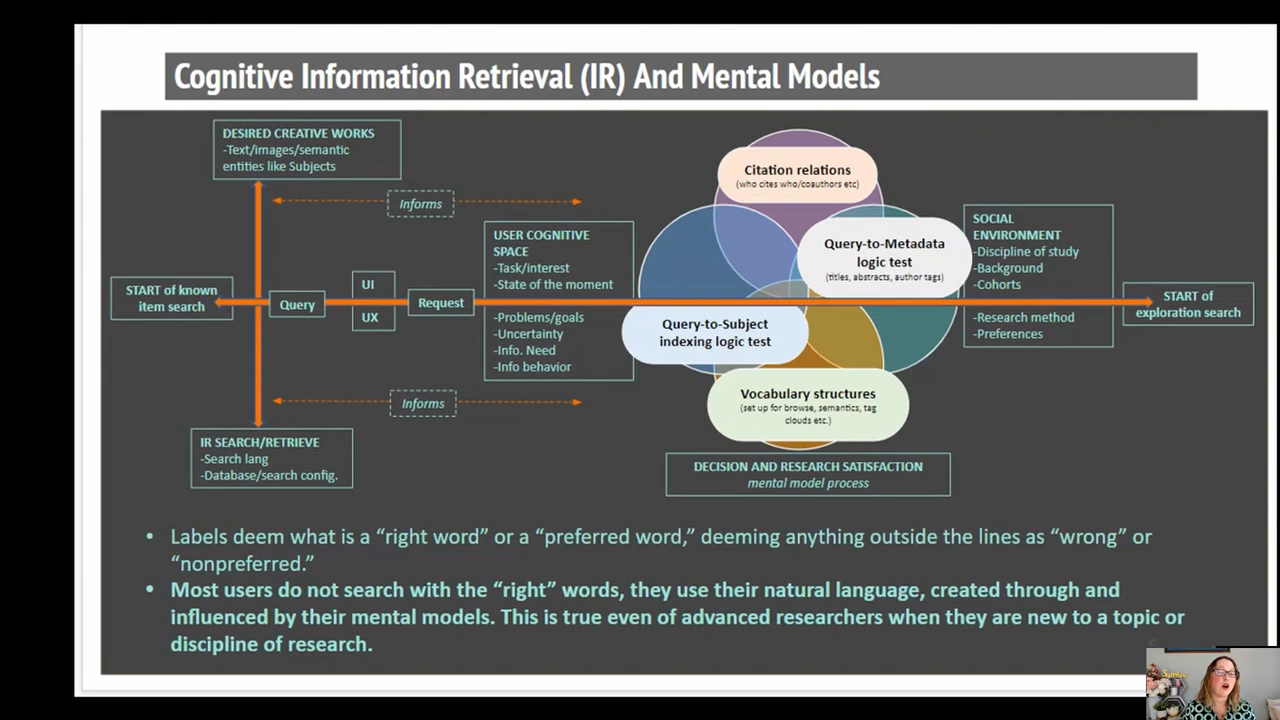 Cognitive Information Retrieval (IR) And Mental Models
DESIRED CREATIVE WORKS
-Text/images/semantic
entities like Subjects
Informs
Citation relations
(who cites who/coauthors etc)
USER COGNITIVE
SPACE
-Task/interest
-State of the moment
-Problems/goals
-Uncertainty
-Info. Need
-Info behavior
Query-to-Metadata
logic test
(titles, abstracts, author tags)
SOCIAL
ENVIRONMENT
-Discipline of study
-Background
-Cohorts
-Research method
-Preferences
START of known
item search
Query
UI
UX
Request
START of
exploration search
Query-to-Subject
indexing logic test
Informs
Vocabulary structures
(set up for browse, semantics, tag
clouds etc.)
IR SEARCH/RETRIEVE
-Search lang
-Database/search config.
DECISION AND RESEARCH SATISFACTION
mental model process
• Labels deem what is a “right word” or a “preferred word,” deeming anything outside the lines as “wrong” or
“nonpreferred.”
• Most users do not search with the “right” words, they use their natural language, created through and
influenced by their mental models. This is true even of advanced researchers when they are new to a topic or
discipline of research.